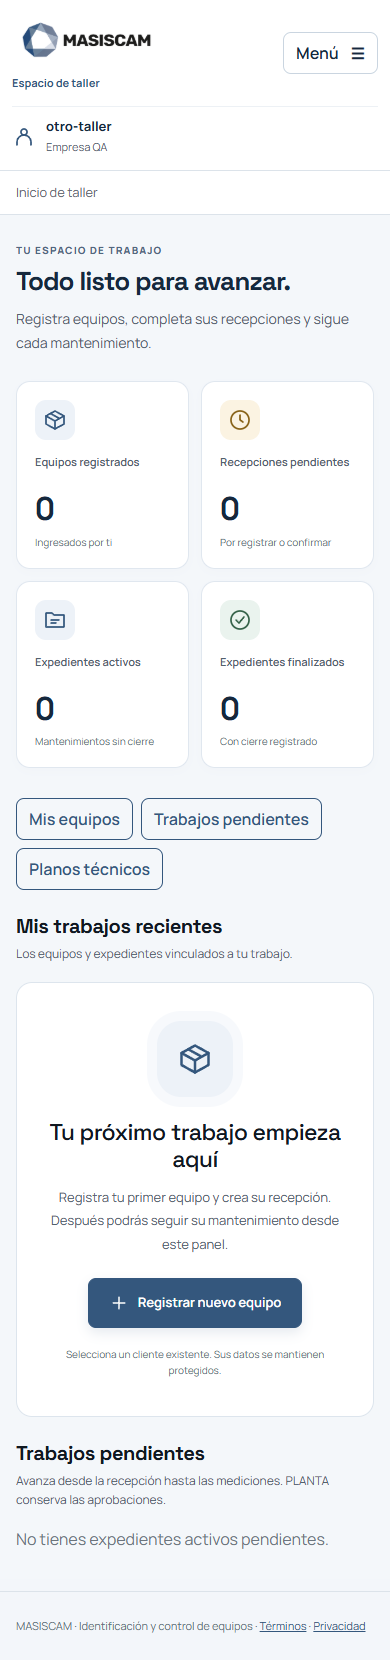 MASISCAM
Menú
Espacio de taller
otro-taller
Empresa QA
Inicio de taller
TU ESPACIO DE TRABAJO
Todo listo para avanzar.
Registra equipos, completa sus recepciones y sigue
cada mantenimiento.
Equipos registrados
0
Ingresados por ti
Recepciones pendientes
0
Por registrar o confirmar
Expedientes activos
0
Mantenimientos sin cierre
Expedientes finalizados
0
Con cierre registrado
Mis equipos
Trabajos pendientes
Planos técnicos
Mis trabajos recientes
Los equipos y expedientes vinculados a tu trabajo.
Tu próximo trabajo empieza
aquí
Registra tu primer equipo y crea su recepción.
Después podrás seguir su mantenimiento desde
este panel.
Registrar nuevo equipo
Selecciona un cliente existente. Sus datos se mantienen
protegidos.
Trabajos pendientes
Avanza desde la recepción hasta las mediciones. PLANTA
conserva las aprobaciones.
No tienes expedientes activos pendientes.
MASISCAM · Identificación y control de equipos · Términos · Privacidad